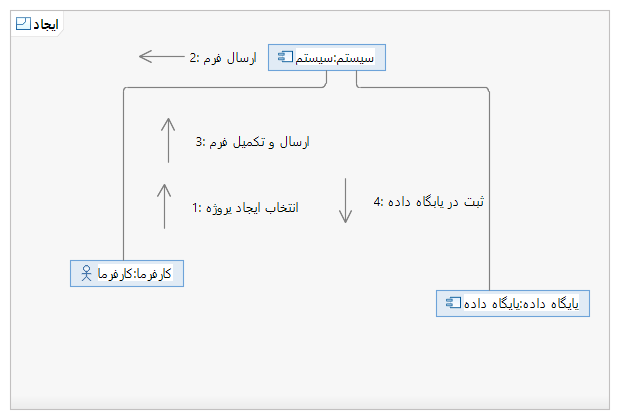 ایجاد
سیستم:سیستم
2: ارسال فرم
3: ارسال و تکمیل فرم
1: انتخاب ایجاد پروژه
4: ثبت در پایگاه داده
کارفرما:کارفرما
پایگاه داده:پایگاه داده